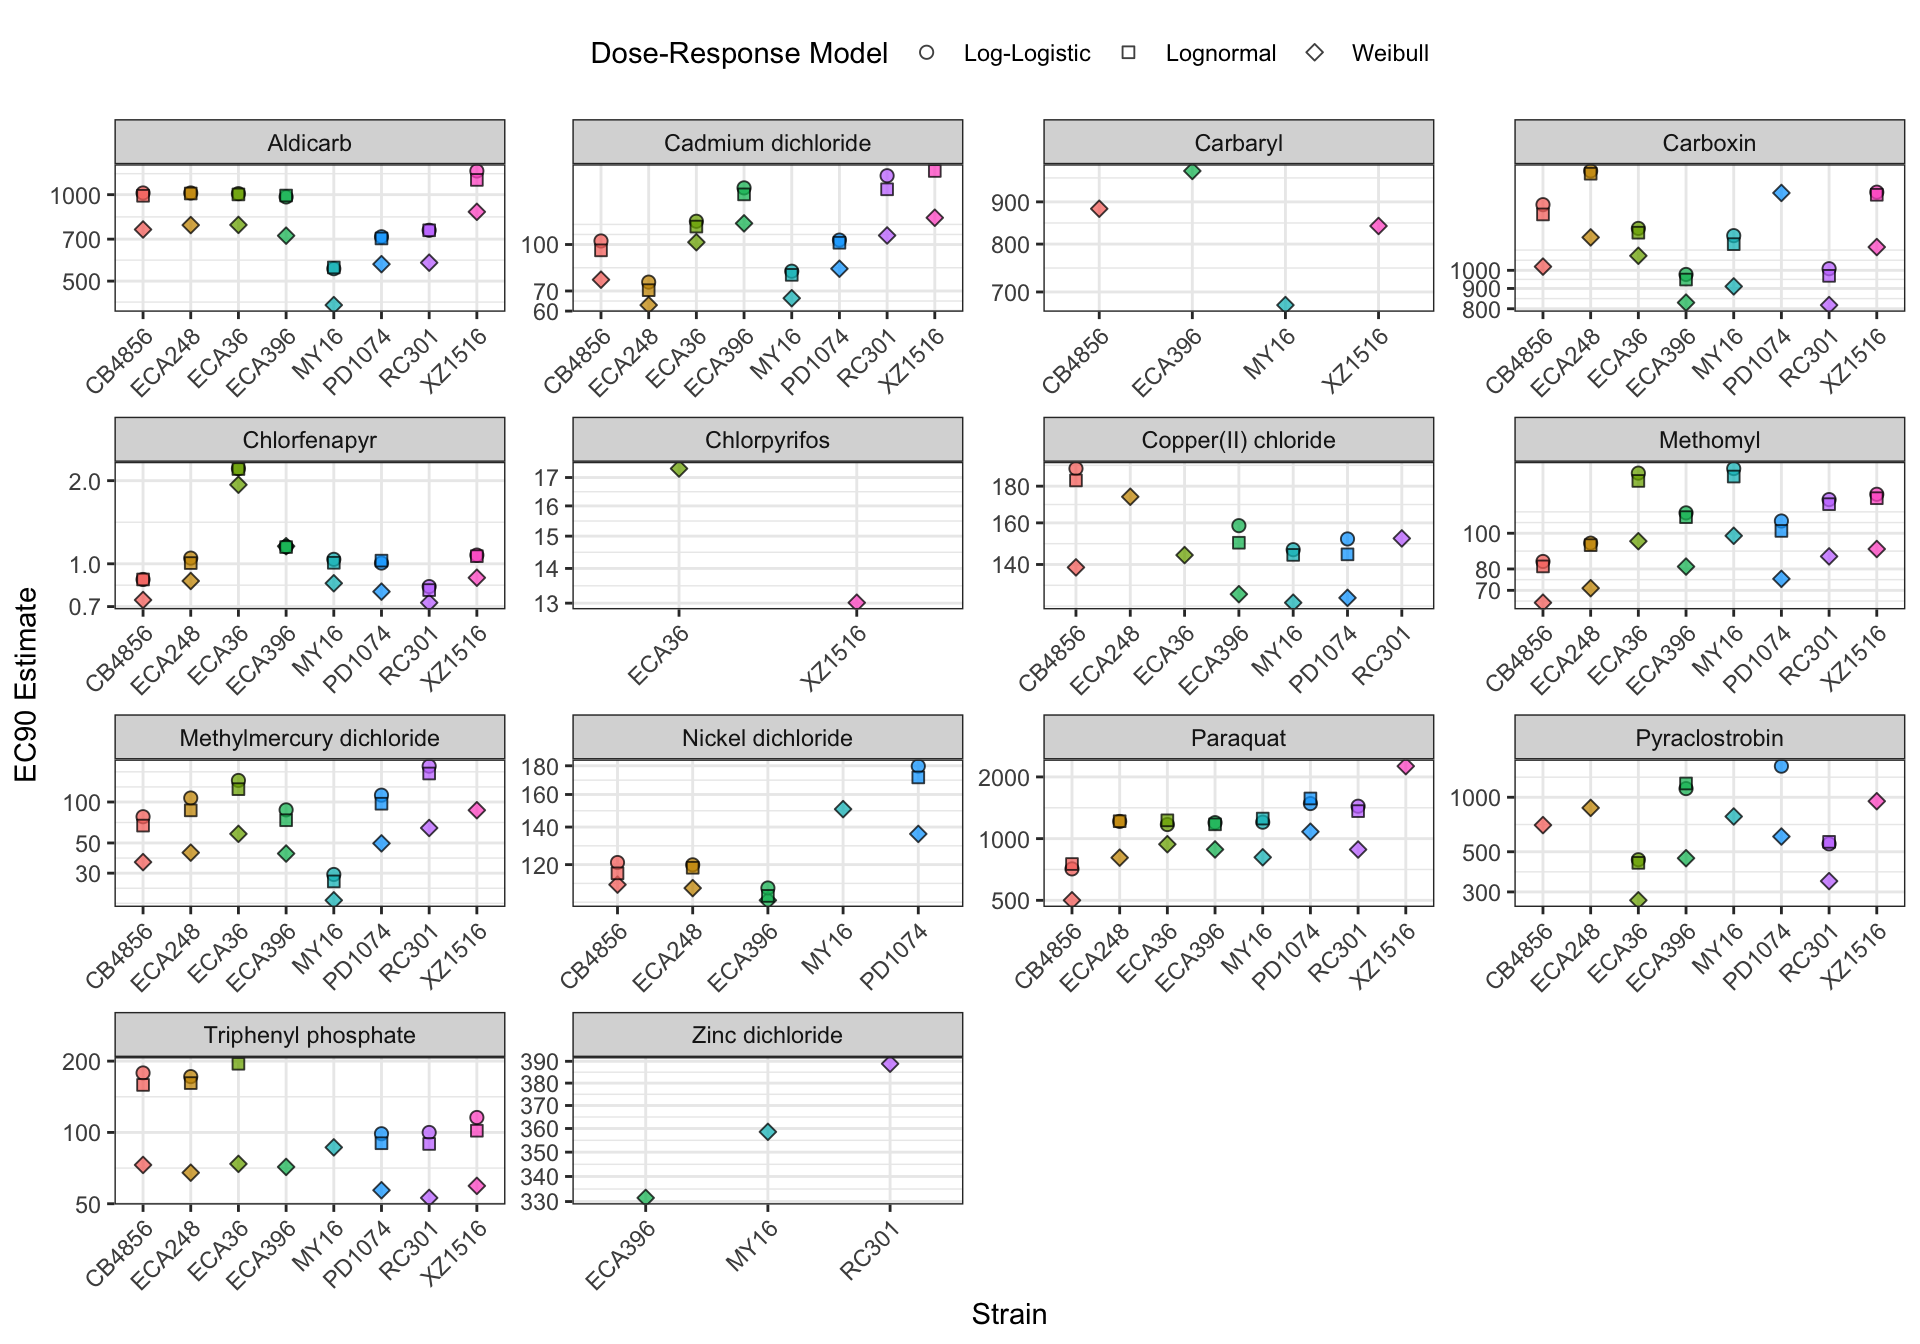 Dose-Response Model Log-Logistic Lognormal Weibull
EC90 Estimate
Aldicarb
1000
700
500
CB4856 ECA248 ECA36 ECA396 MY16 PD1074 RC301 XZ1516
Cadmium dichloride
100
70
60
CB4856 ECA248 ECA36 ECA396 MY16 PD1074 RC301 XZ1516
Carbaryl
900
800
700
CB4856 ECA396 MY16 XZ1516
Carboxin
1000
900
800
CB4856 ECA248 ECA36 ECA396 MY16 PD1074 RC301 XZ1516
Chlorfenapyr
2.0
1.0
0.7
CB4856 ECA248 ECA36 ECA396 MY16 PD1074 RC301 XZ1516
Chlorpyrifos
17
16
15
14
13
ECA36 XZ1516
Copper(II) chloride
180
160
140
CB4856 ECA248 ECA36 ECA396 MY16 PD1074 RC301
Methomyl
100
80
70
CB4856 ECA248 ECA36 ECA396 MY16 PD1074 RC301 XZ1516
Methylmercury dichloride
100
50
30
CB4856 ECA248 ECA36 ECA396 MY16 PD1074 RC301 XZ1516
Nickel dichloride
180
160
140
120
CB4856 ECA248 ECA396 MY16 PD1074
Paraquat
2000
1000
500
CB4856 ECA248 ECA36 ECA396 MY16 PD1074 RC301 XZ1516
Pyraclostrobin
1000
500
300
CB4856 ECA248 ECA36 ECA396 MY16 PD1074 RC301 XZ1516
Triphenyl phosphate
200
100
50
CB4856 ECA248 ECA36 ECA396 MY16 PD1074 RC301 XZ1516
Zinc dichloride
390
380
370
360
350
340
330
ECA396 MY16 RC301
Strain